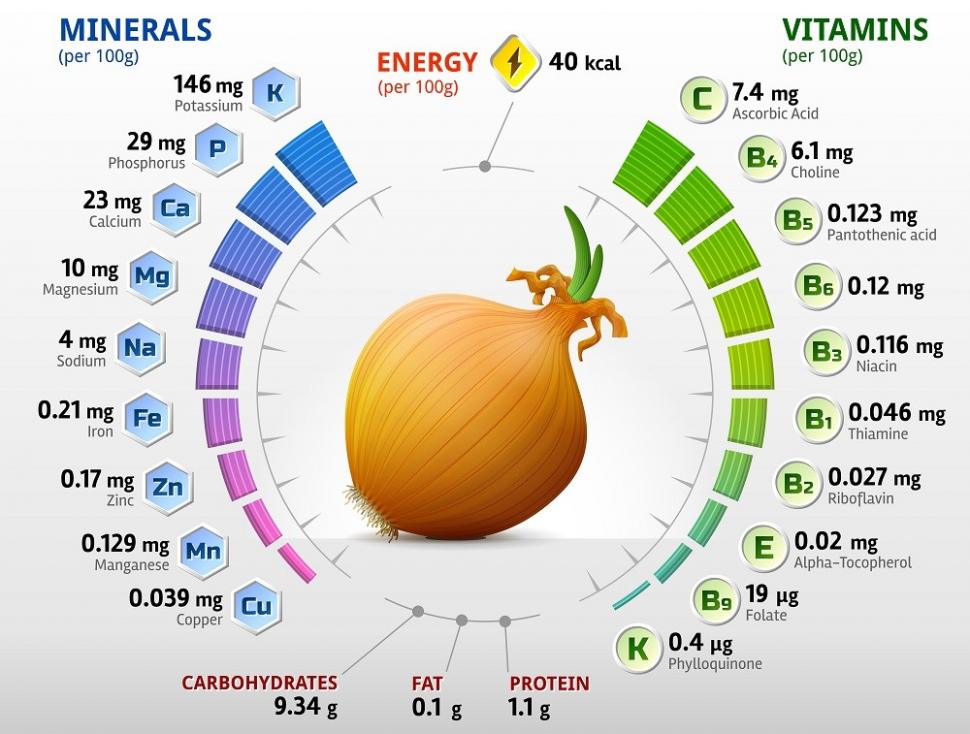 MINERALS
(per 100g)
146 mg
Potassium
K
29 mg
Phosphorus
P
23 mg
Calcium
Ca
10 mg
Magnesium
Mg
4 mg
Sodium
Na
0.21 mg
Iron
Fe
0.17 mg
Zinc
Zn
0.129 mg
Manganese
Mn
0.039 mg
Copper
Cu
ENERGY
(per 100g)
40 kcal
VITAMINS
(per 100g)
C
7.4 mg
Ascorbic Acid
B4
6.1 mg
Choline
B5
0.123 mg
Pantothenic acid
B6
0.12 mg
B3
0.116 mg
Niacin
B1
0.046 mg
Thiamine
B2
0.027 mg
Riboflavin
E
0.02 mg
Alpha-Tocopherol
B9
19 µg
Folate
K
0.4 µg
Phylloquinone
CARBOHYDRATES
9.34 g
FAT
0.1 g
PROTEIN
1.1 g